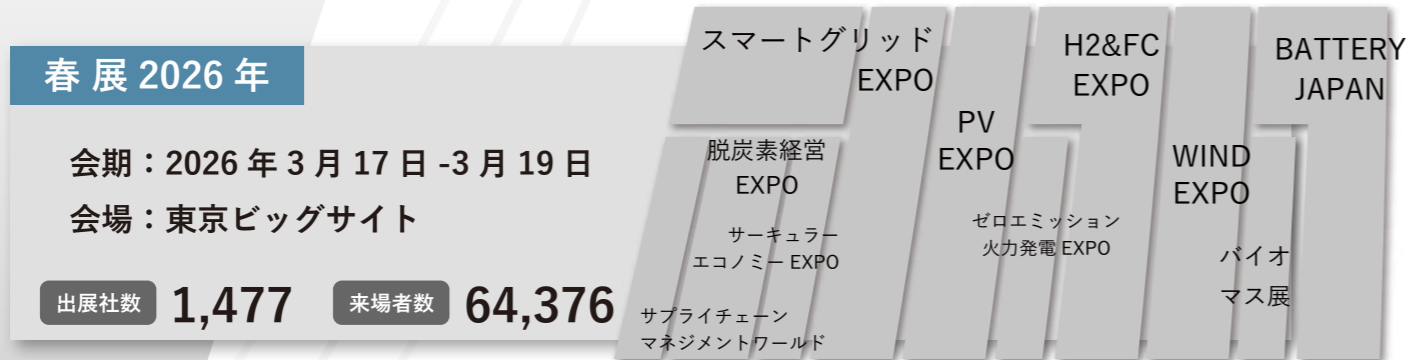 春 展 2026 年
会期：2026 年 3 月 17 日 -3 月 19 日
会場：東京ビッグサイト
出展社数 1,477 来場者数 64,376
スマートグリッド
EXPO
脱炭素経営
EXPO
サーキュラー
エコノミー EXPO
サプライチェーン
マネジメントワールド
PV
EXPO
H2&FC
EXPO
ゼロエミッション
火力発電 EXPO
WIND
EXPO
バイオ
マス展
BATTERY
JAPAN